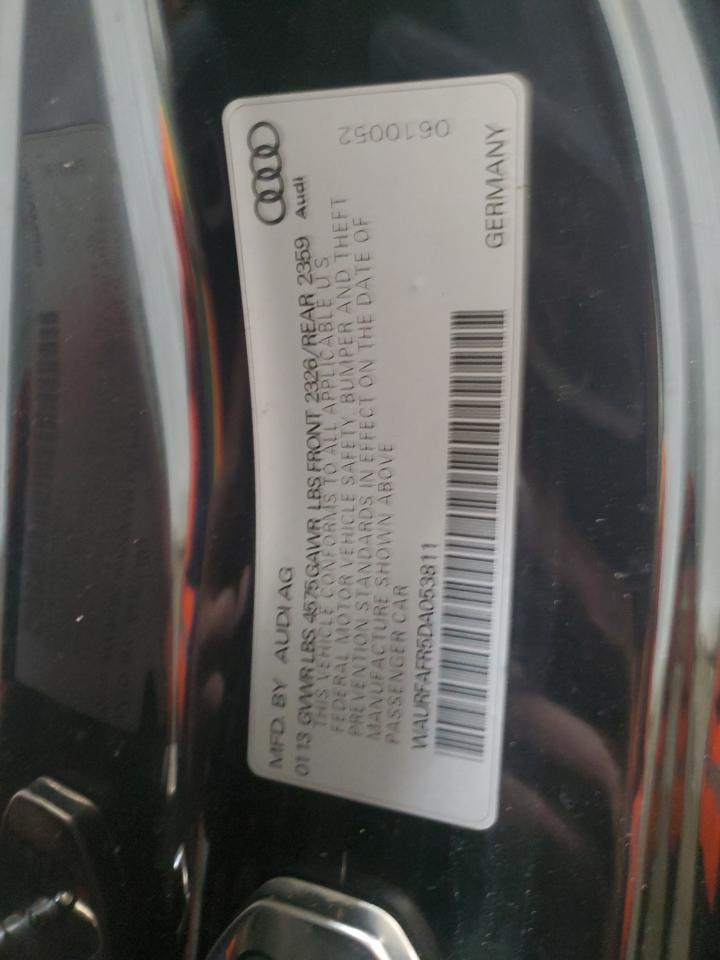 MFD. BY AUDI AG
Audi
01 13 GVWR LBS 4575 GAWR LBS FRONT 2326/REAR 2359
THIS VEHICLE CONFORMS TO ALL APPLICABLE U S
FEDERAL MOTOR VEHICLE SAFETY, BUMPER AND THEFT
PREVENTION STANDARDS IN EFFECT ON THE DATE OF
MANUFACTURE SHOWN ABOVE
PASSENGER CAR
WAURFAFR5DA053811
0610052
GERMANY